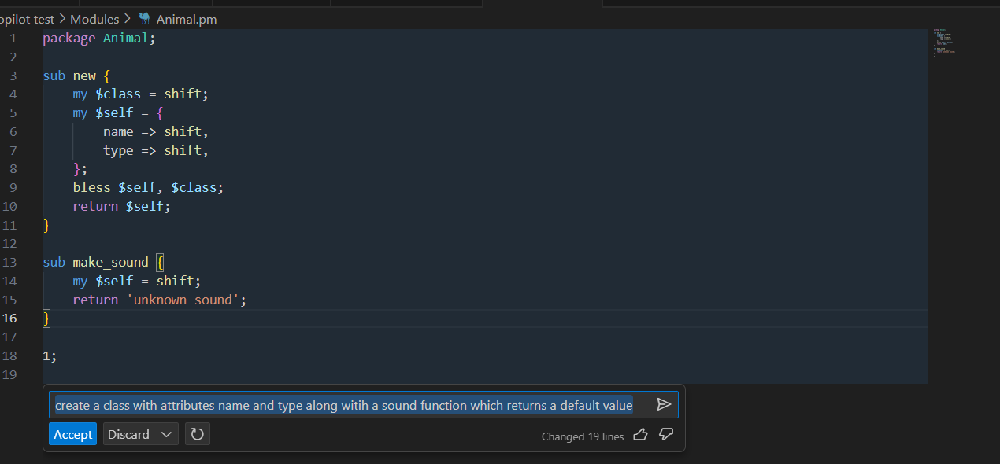 opilot test > Modules > Animal.pm
1 package Animal;
2
3 sub new {
4     my $class = shift;
5     my $self = {
6         name => shift,
7         type => shift,
8     };
9     bless $self, $class;
10     return $self;
11 }
12
13 sub make_sound {
14     my $self = shift;
15     return 'unknown sound';
16 }
17
18 1;
19
create a class with attributes name and type along witih a sound function which returns a default value
Accept Discard Changed 19 lines